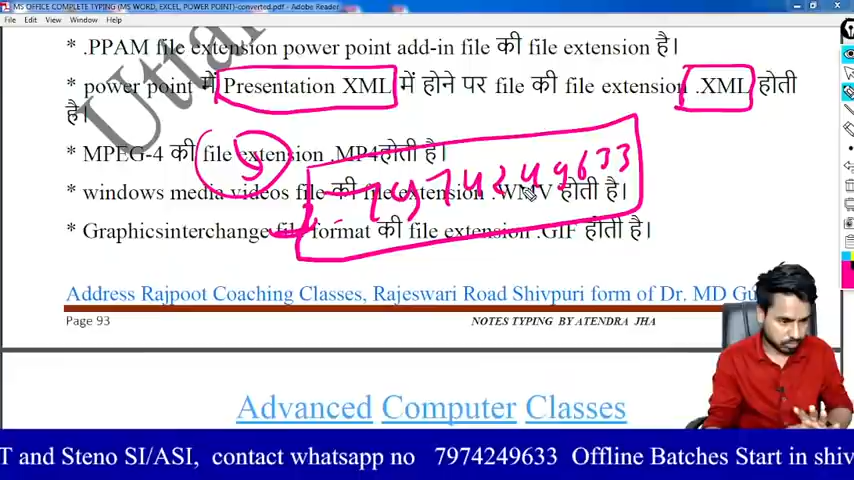 MS OFFICE COMPLETE TYPING (MS WORD, EXCEL, POWER POINT)-converted.pdf - Adobe Reader
File Edit View Window Help
* .PPAM file extension power point add-in file की file extension है।
* power point में Presentation XML में होने पर file की file extension .XML होती
है।
* MPEG-4 की file extension .MP4होती है।
7974249633
* windows media videos file की file extension .WMV होती है।
* Graphicsinterchange file format की file extension .GIF होती है।
Address Rajpoot Coaching Classes, Rajeswari Road Shivpuri form of Dr. MD
Page 93 NOTES TYPING BY ATENDRA JHA
Advanced Computer Classes
T and Steno SI/ASI, contact whatsapp no 7974249633 Offline Batches Start in shiv